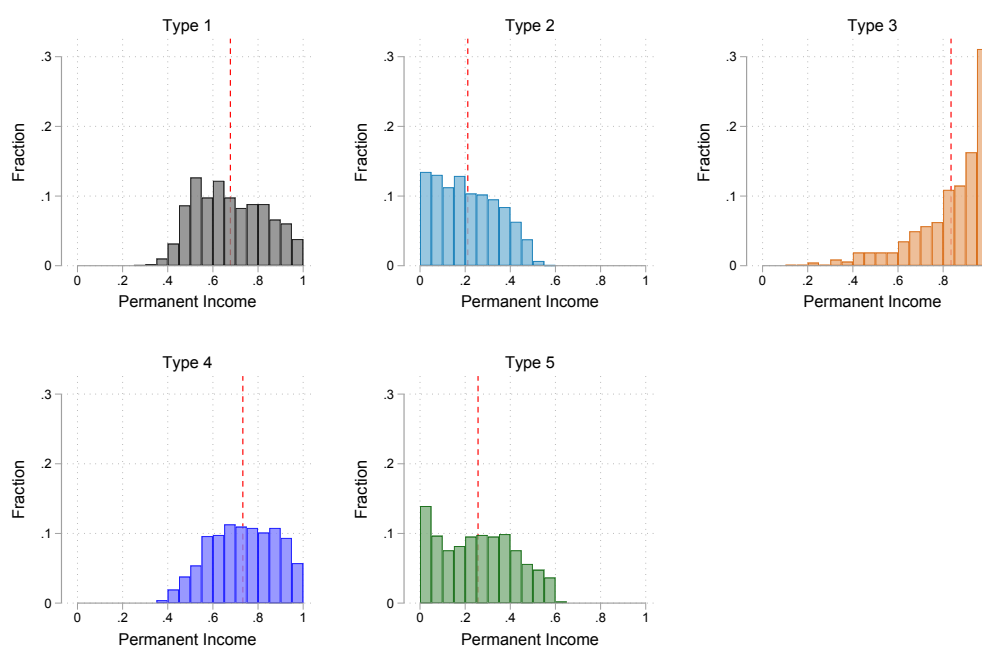 Type 1
.3
.2
.1
0
Fraction
0 .2 .4 .6 .8 1
Permanent Income
Type 2
.3
.2
.1
0
Fraction
0 .2 .4 .6 .8 1
Permanent Income
Type 3
.3
.2
.1
0
Fraction
0 .2 .4 .6 .8
Permanent Income
Type 4
.3
.2
.1
0
Fraction
0 .2 .4 .6 .8 1
Permanent Income
Type 5
.3
.2
.1
0
Fraction
0 .2 .4 .6 .8 1
Permanent Income